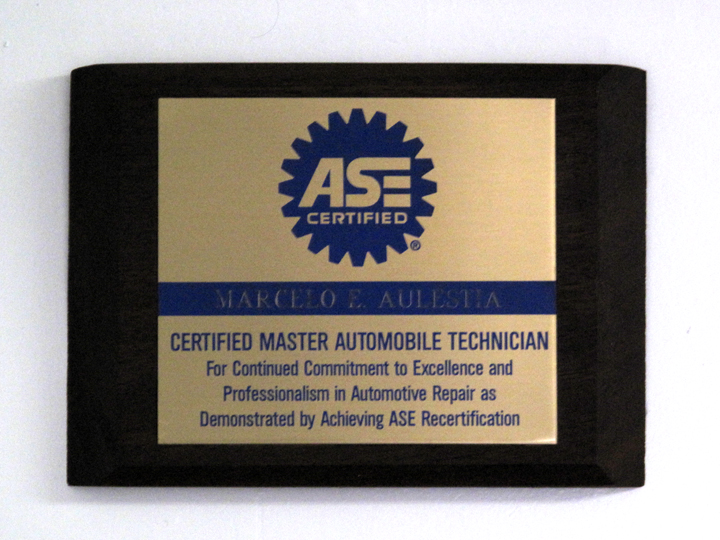 ASE
CERTIFIED
®
MARCELO E. AULESTIA
CERTIFIED MASTER AUTOMOBILE TECHNICIAN
For Continued Commitment to Excellence and
Professionalism in Automotive Repair as
Demonstrated by Achieving ASE Recertification